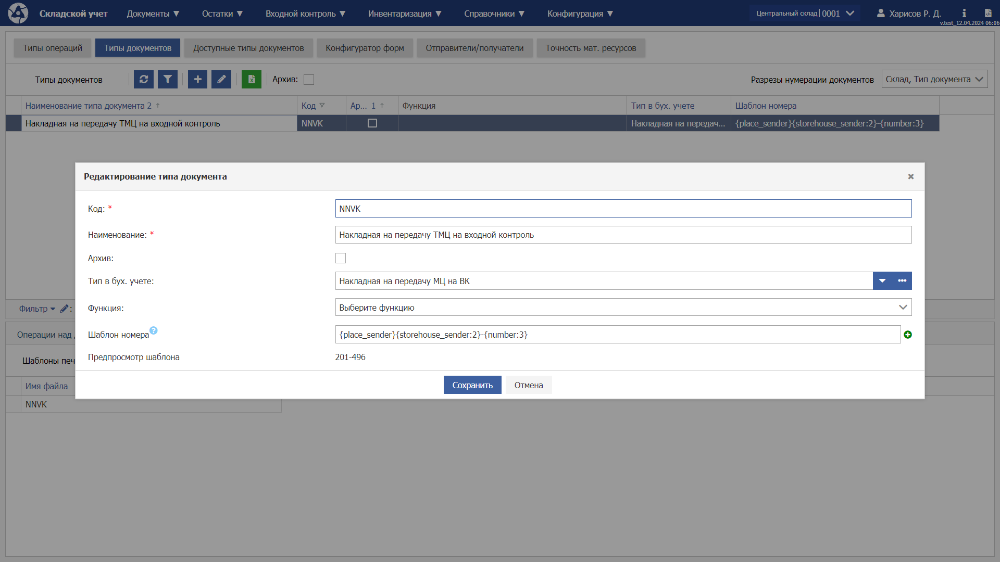 Складской учет Документы ▼ Остатки ▼ Входной контроль ▼ Инвентаризация ▼ Справочники ▼ Конфигурация ▼ Центральный склад | 0001 Харисов Р. Д.
v.test_12.04.2024 06:06
Типы операций Типы документов Доступные типы документов Конфигуратор форм Отправители/получатели Точность мат. ресурсов
Типы документов Архив: Разрезы нумерации документов Склад, Тип документа
Наименование типа документа 2 ↑ Код Ар... 1 ↑ Функция Тип в бух. учете Шаблон номера
Накладная на передачу ТМЦ на входной контроль NNVK Накладная на передач... {place_sender}{storehouse_sender:2}-{number:3}
Редактирование типа документа
Код: * NNVK
Наименование: * Накладная на передачу ТМЦ на входной контроль
Архив:
Тип в бух. учете: Накладная на передачу МЦ на ВК
Функция: Выберите функцию
Шаблон номера {place_sender}{storehouse_sender:2}-{number:3}
Предпросмотр шаблона 201-496
Сохранить Отмена
Фильтр :
Операции над
Шаблоны печ
Имя файла
NNVK